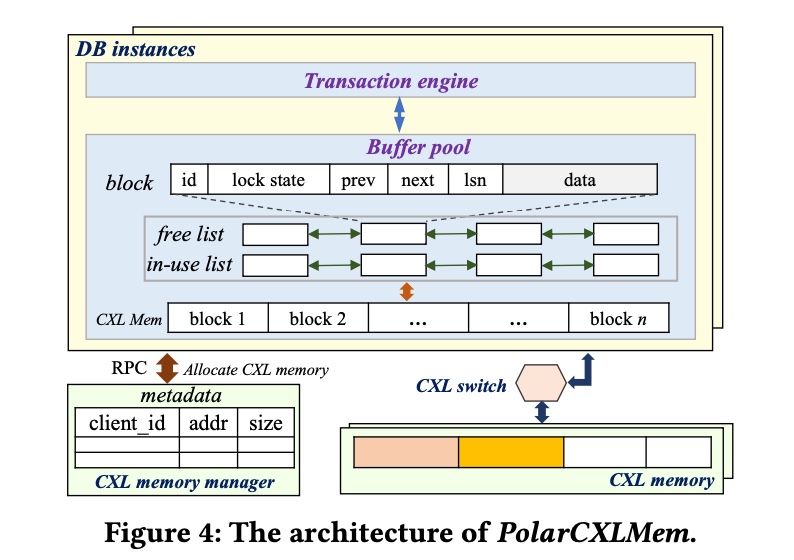 DB instances
Transaction engine
Buffer pool
block id lock state prev next lsn data
free list
in-use list
CXL Mem block 1 block 2 ... ... block n
RPC Allocate CXL memory
CXL switch
metadata
client_id addr size
CXL memory manager
CXL memory
Figure 4: The architecture of PolarCXLMem.